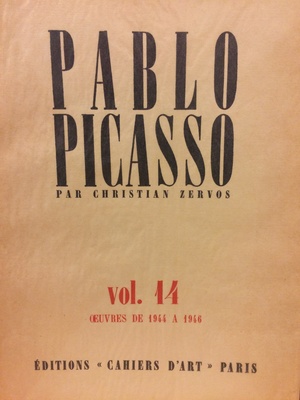 PABLO
PICASSO
PAR CHRISTIAN ZERVOS
vol. 14
ŒUVRES DE 1944 A 1946
ÉDITIONS « CAHIERS D'ART » PARIS